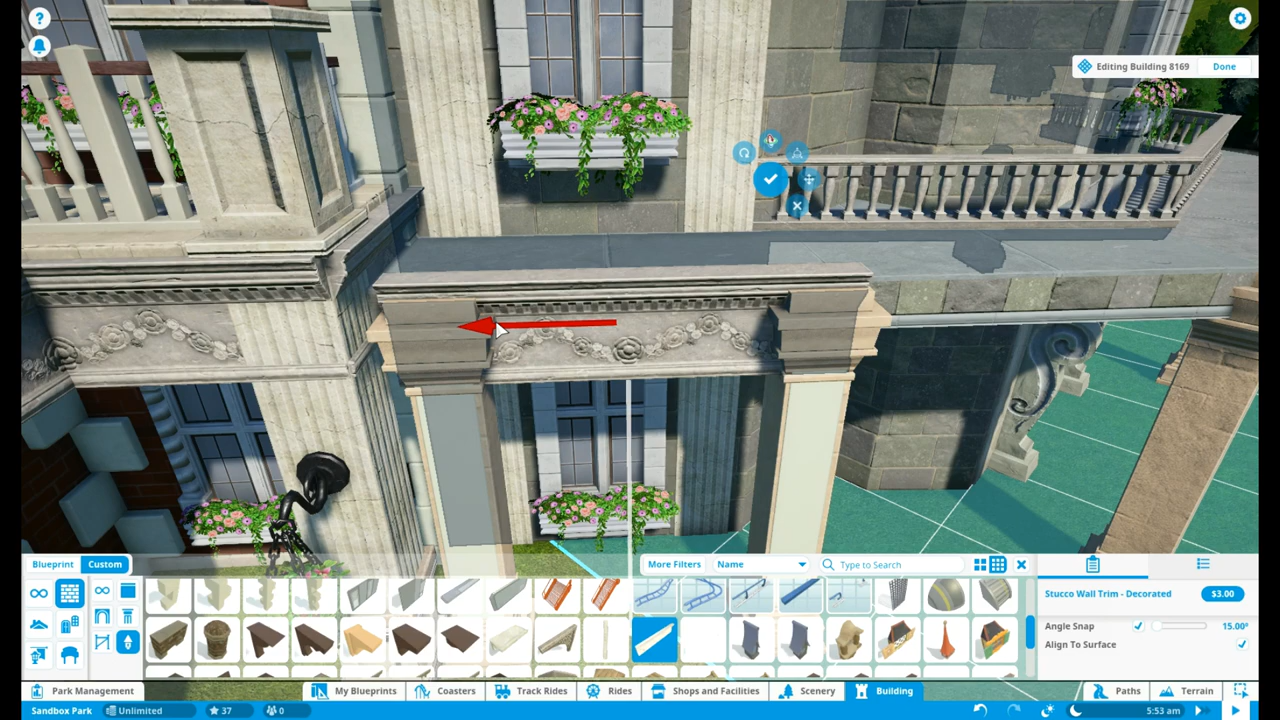 ?
Editing Building 8169
Done
Blueprint
Custom
More Filters
Name
Type to Search
Stucco Wall Trim - Decorated
$3.00
Angle Snap
15.00°
Align To Surface
Park Management
My Blueprints
Coasters
Track Rides
Rides
Shops and Facilities
Scenery
Building
Paths
Terrain
Sandbox Park
Unlimited
37
0
5:53 am